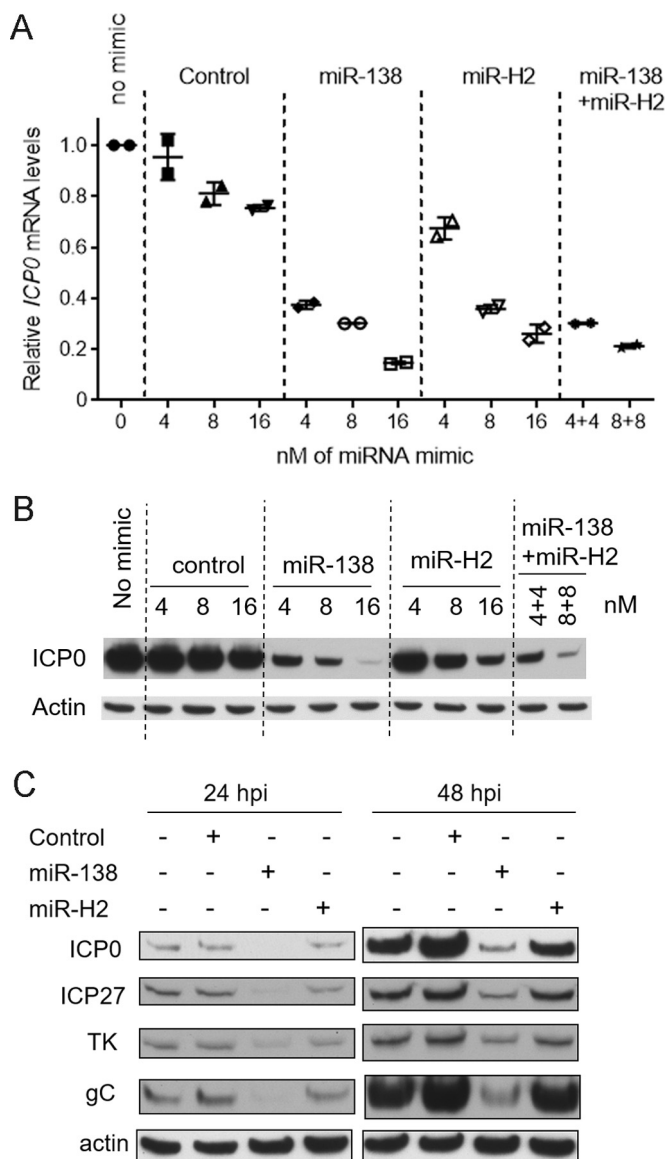 A
no mimic
Control
miR-138
miR-H2
miR-138
+miR-H2
Relative ICP0 mRNA levels
1.0
0.8
0.6
0.4
0.2
0
0 4 8 16 4 8 16 4 8 16 4+4 8+8
nM of miRNA mimic
B
No mimic
control
miR-138
miR-H2
miR-138
+miR-H2
4 8 16 4 8 16 4 8 16 4+4 8+8 nM
ICP0
Actin
C
24 hpi 48 hpi
Control - + - - - + - -
miR-138 - - + - - - + -
miR-H2 - - - + - - - +
ICP0
ICP27
TK
gC
actin